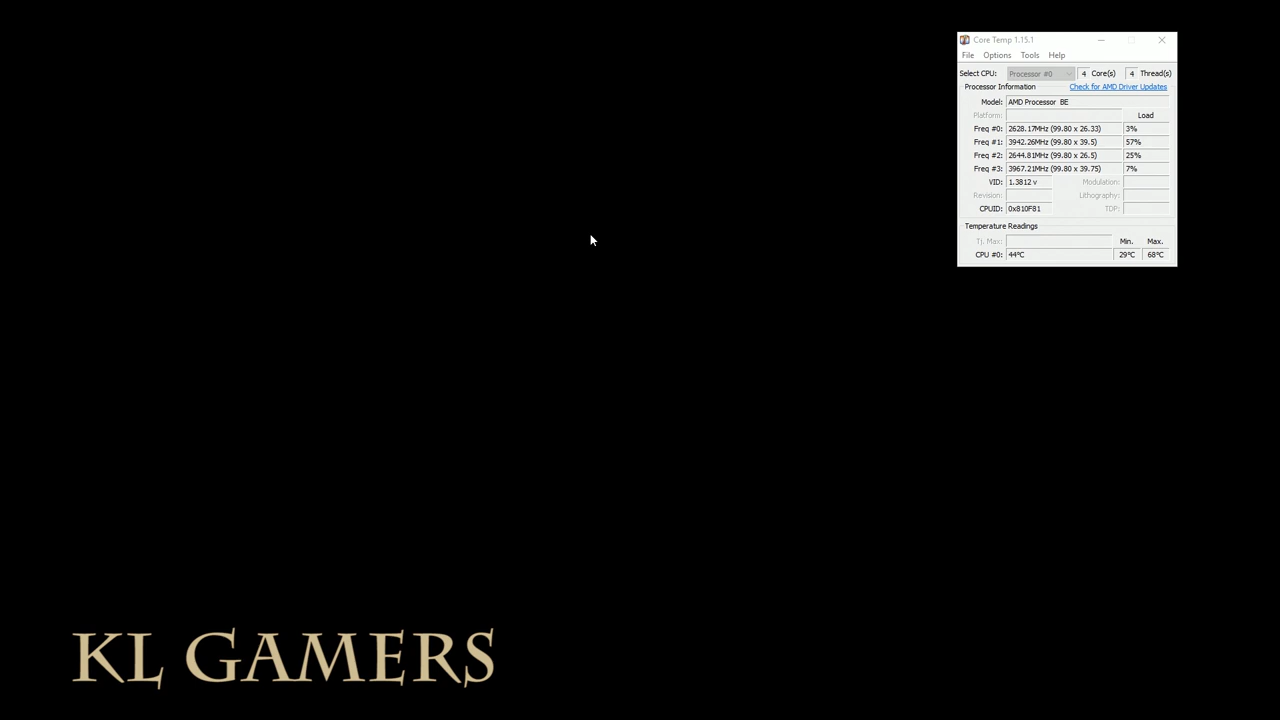 Core Temp 1.15.1
File Options Tools Help
Select CPU: Processor #0 4 Core(s) 4 Thread(s)
Processor Information Check for AMD Driver Updates
Model: AMD Processor BE
Platform: Load
Freq #0: 2628.17MHz (99.80 x 26.33) 3%
Freq #1: 3942.26MHz (99.80 x 39.5) 57%
Freq #2: 2644.81MHz (99.80 x 26.5) 25%
Freq #3: 3967.21MHz (99.80 x 39.75) 7%
VID: 1.3812 v Modulation:
Revision: Lithography:
CPUID: 0x810F81 TDP:
Temperature Readings
Tj. Max: Min. Max.
CPU #0: 44°C 29°C 68°C
KL GAMERS